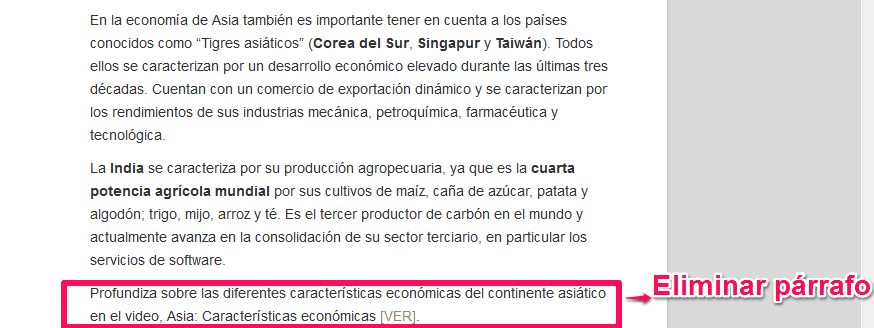 En la economía de Asia también es importante tener en cuenta a los países
conocidos como “Tigres asiáticos” (Corea del Sur, Singapur y Taiwán). Todos
ellos se caracterizan por un desarrollo económico elevado durante las últimas tres
décadas. Cuentan con un comercio de exportación dinámico y se caracterizan por
los rendimientos de sus industrias mecánica, petroquímica, farmacéutica y
tecnológica.
La India se caracteriza por su producción agropecuaria, ya que es la cuarta
potencia agrícola mundial por sus cultivos de maíz, caña de azúcar, patata y
algodón; trigo, mijo, arroz y té. Es el tercer productor de carbón en el mundo y
actualmente avanza en la consolidación de su sector terciario, en particular los
servicios de software.
Profundiza sobre las diferentes características económicas del continente asiático
en el video, Asia: Características económicas [VER].
Eliminar párrafo